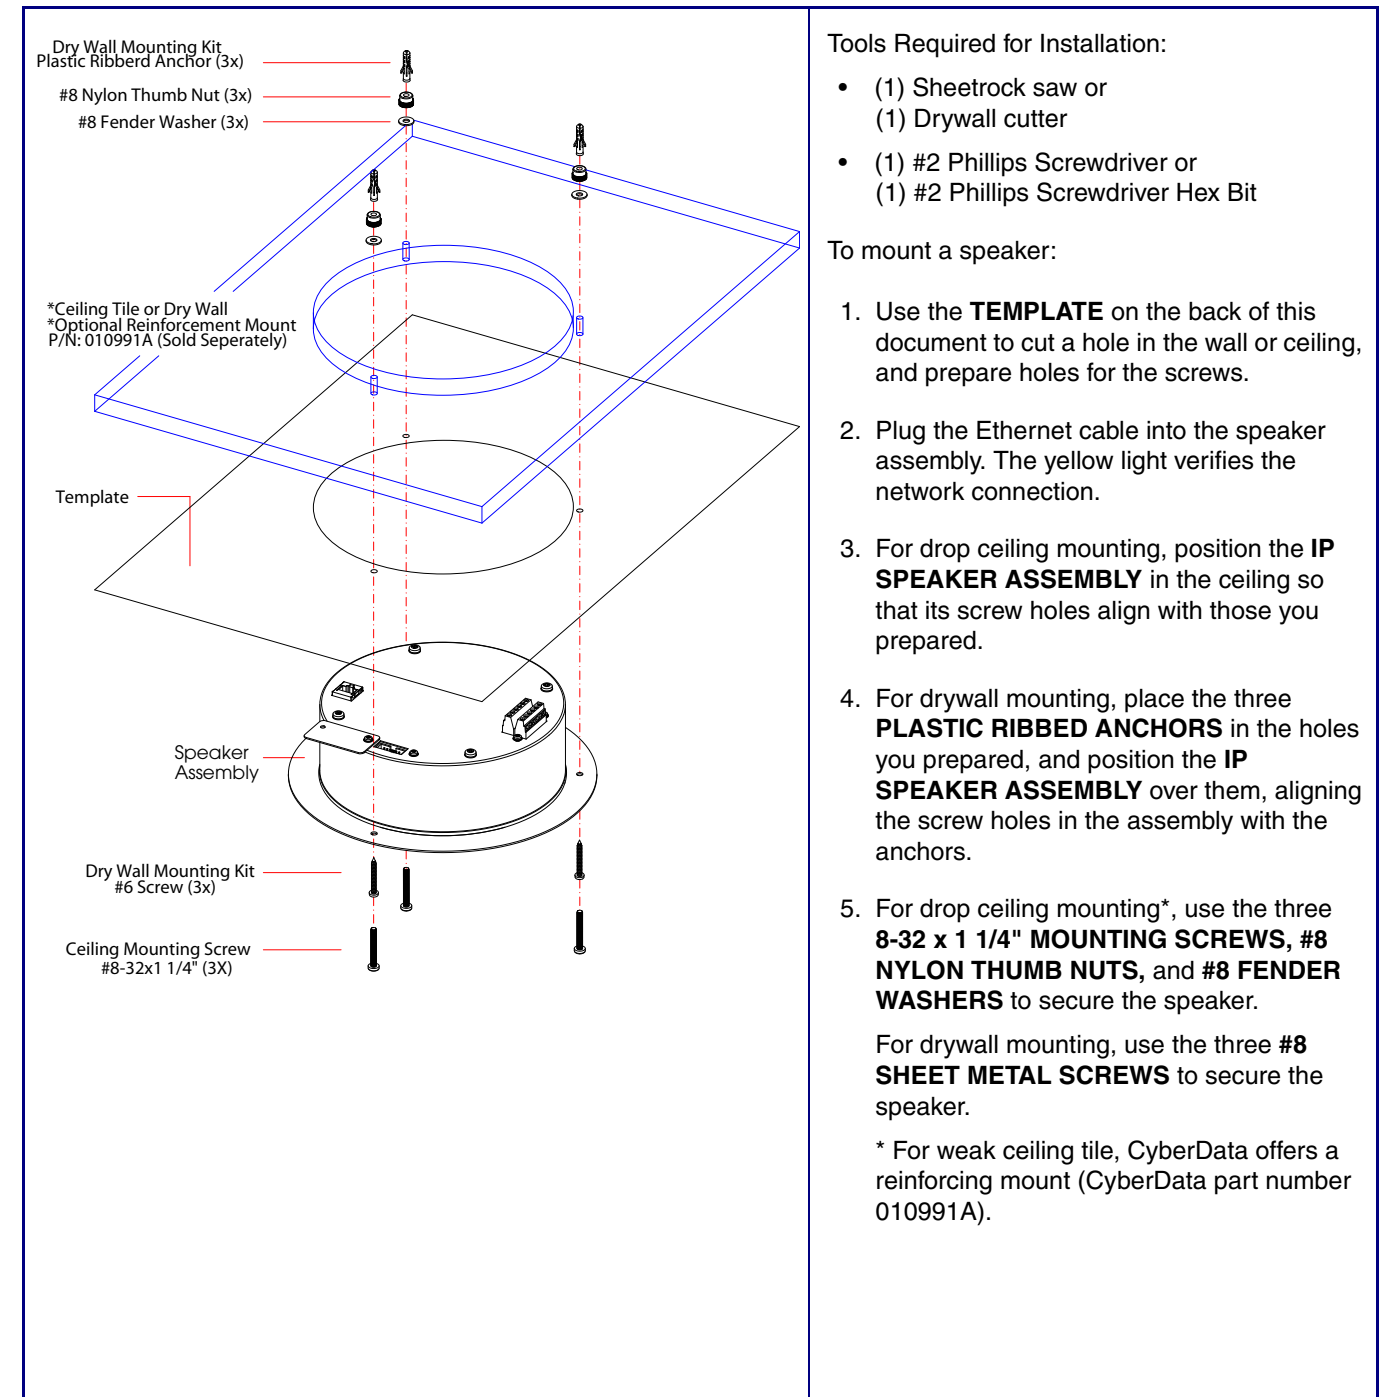 Dry Wall Mounting Kit
Plastic Ribberd Anchor (3x)
#8 Nylon Thumb Nut (3x)
#8 Fender Washer (3x)
*Ceiling Tile or Dry Wall
*Optional Reinforcement Mount
P/N: 010991A (Sold Seperately)
Template
Speaker
Assembly
Dry Wall Mounting Kit
#6 Screw (3x)
Ceiling Mounting Screw
#8-32x1 1/4" (3X)
Tools Required for Installation:
• (1) Sheetrock saw or
(1) Drywall cutter
• (1) #2 Phillips Screwdriver or
(1) #2 Phillips Screwdriver Hex Bit
To mount a speaker:
1. Use the TEMPLATE on the back of this
document to cut a hole in the wall or ceiling,
and prepare holes for the screws.
2. Plug the Ethernet cable into the speaker
assembly. The yellow light verifies the
network connection.
3. For drop ceiling mounting, position the IP
SPEAKER ASSEMBLY in the ceiling so
that its screw holes align with those you
prepared.
4. For drywall mounting, place the three
PLASTIC RIBBED ANCHORS in the holes
you prepared, and position the IP
SPEAKER ASSEMBLY over them, aligning
the screw holes in the assembly with the
anchors.
5. For drop ceiling mounting*, use the three
8-32 x 1 1/4" MOUNTING SCREWS, #8
NYLON THUMB NUTS, and #8 FENDER
WASHERS to secure the speaker.
For drywall mounting, use the three #8
SHEET METAL SCREWS to secure the
speaker.
* For weak ceiling tile, CyberData offers a
reinforcing mount (CyberData part number
010991A).